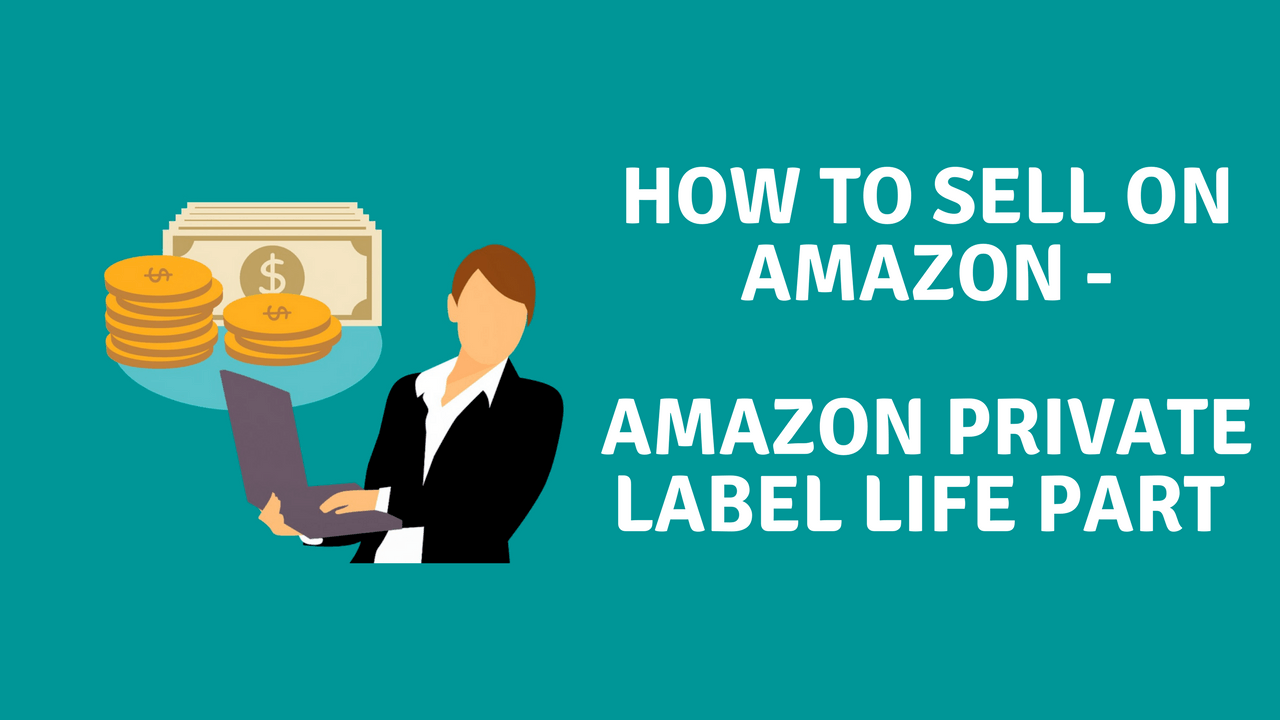 $
$
$
HOW TO SELL ON
AMAZON -
AMAZON PRIVATE
LABEL LIFE PART